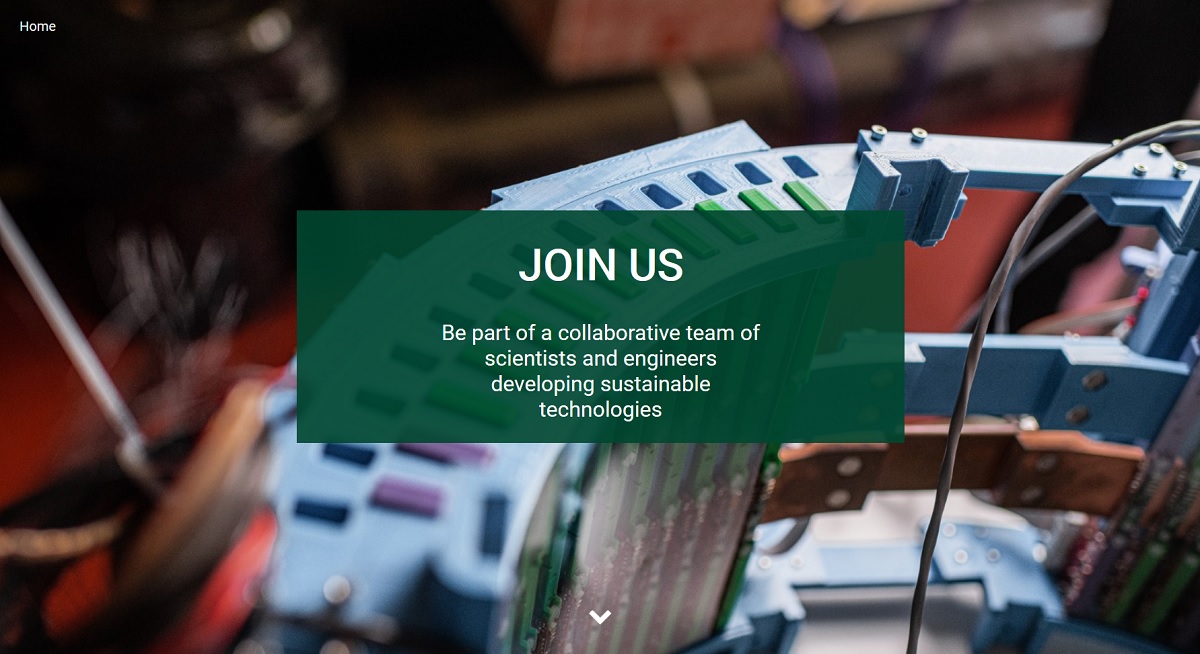 Home
JOIN US
Be part of a collaborative team of
scientists and engineers
developing sustainable
technologies